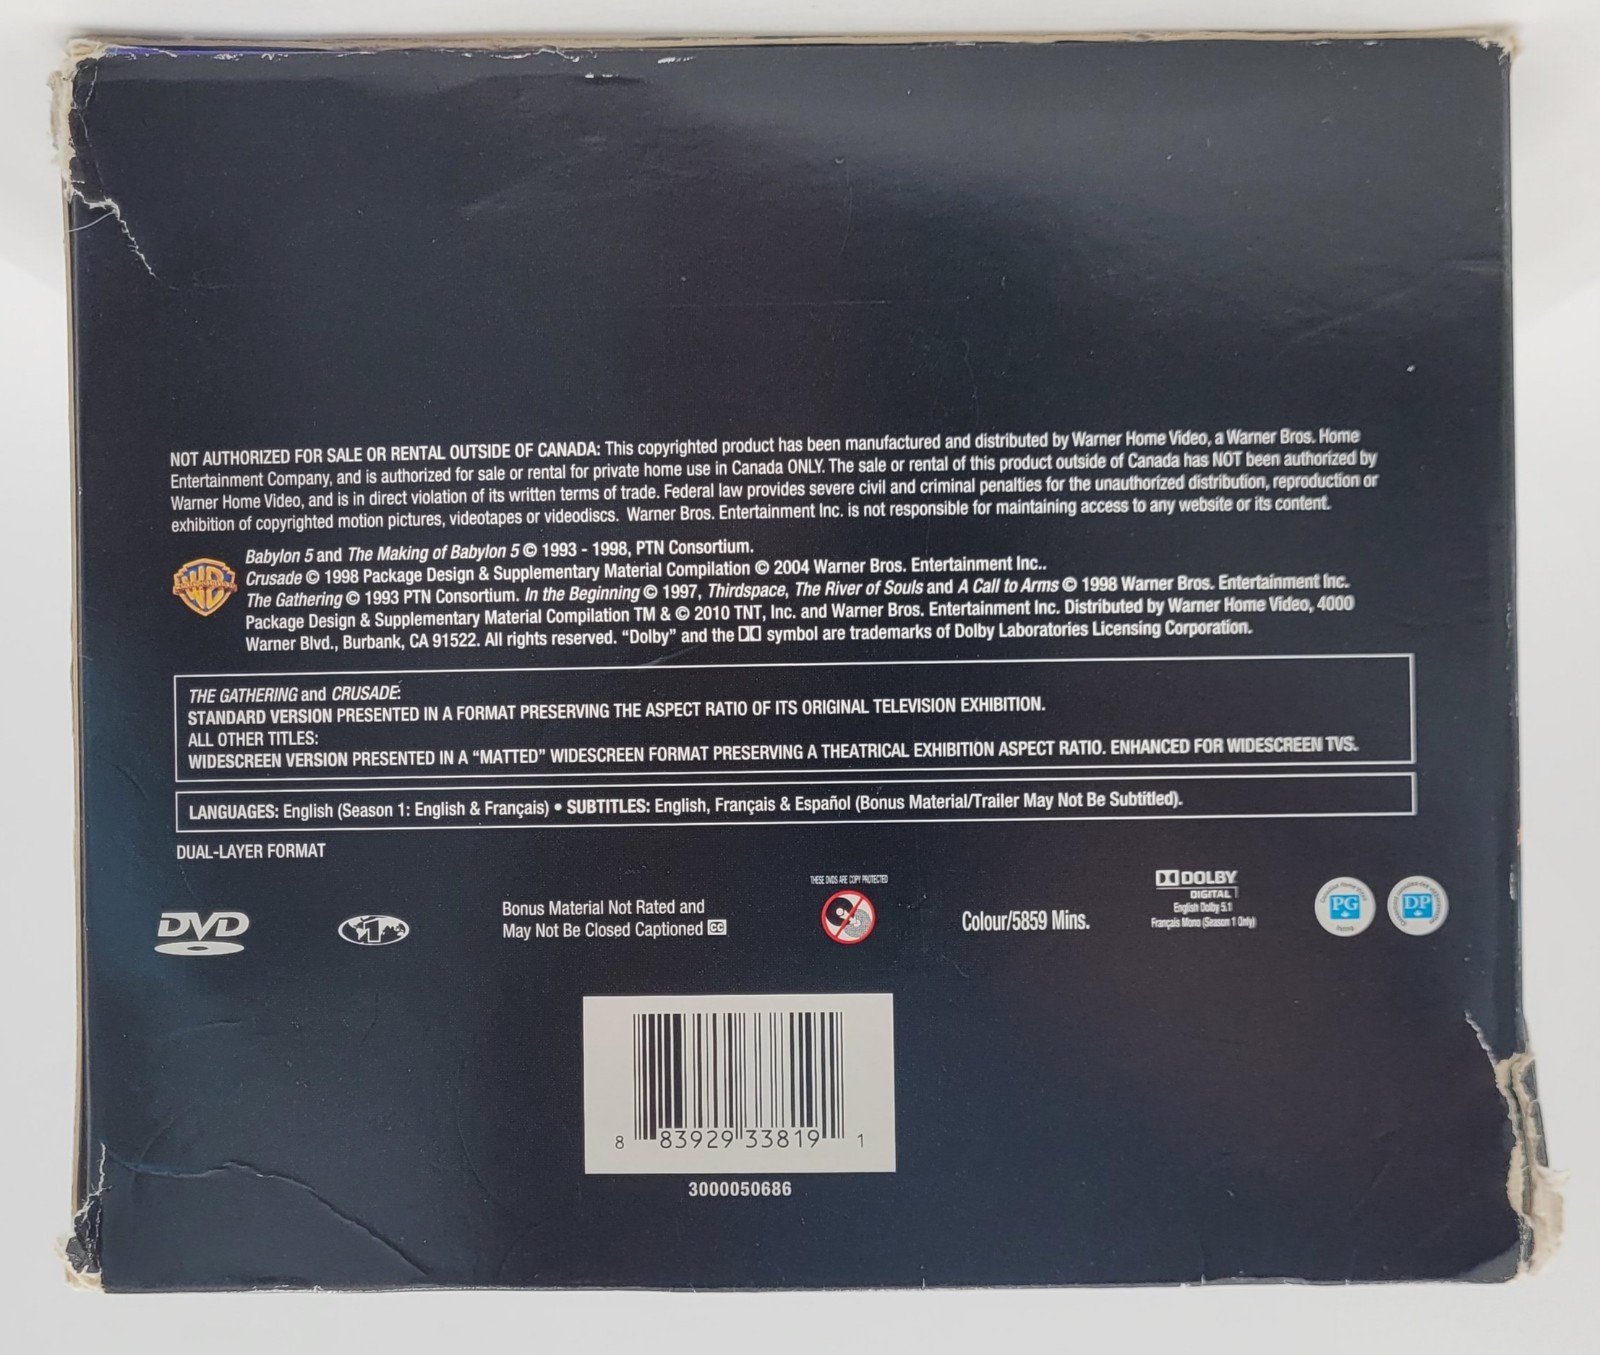 NOT AUTHORIZED FOR SALE OR RENTAL OUTSIDE OF CANADA: This copyrighted product has been manufactured and distributed by Warner Home Video, a Warner Bros. Home
Entertainment Company, and is authorized for sale or rental for private home use in Canada ONLY. The sale or rental of this product outside of Canada has NOT been authorized by
Warner Home Video, and is in direct violation of its written terms of trade. Federal law provides severe civil and criminal penalties for the unauthorized distribution, reproduction or
exhibition of copyrighted motion pictures, videotapes or videodiscs. Warner Bros. Entertainment Inc. is not responsible for maintaining access to any website or its content.
WB
Babylon 5 and The Making of Babylon 5 © 1993 - 1998, PTN Consortium.
Crusade © 1998 Package Design & Supplementary Material Compilation © 2004 Warner Bros. Entertainment Inc..
The Gathering © 1993 PTN Consortium. In the Beginning © 1997, Thirdspace, The River of Souls and A Call to Arms © 1998 Warner Bros. Entertainment Inc.
Package Design & Supplementary Material Compilation TM & © 2010 TNT, Inc. and Warner Bros. Entertainment Inc. Distributed by Warner Home Video, 4000
Warner Blvd., Burbank, CA 91522. All rights reserved. “Dolby” and the symbol are trademarks of Dolby Laboratories Licensing Corporation.
THE GATHERING and CRUSADE:
STANDARD VERSION PRESENTED IN A FORMAT PRESERVING THE ASPECT RATIO OF ITS ORIGINAL TELEVISION EXHIBITION.
ALL OTHER TITLES:
WIDESCREEN VERSION PRESENTED IN A “MATTED” WIDESCREEN FORMAT PRESERVING A THEATRICAL EXHIBITION ASPECT RATIO. ENHANCED FOR WIDESCREEN TVS.
LANGUAGES: English (Season 1: English & Français) • SUBTITLES: English, Français & Español (Bonus Material/Trailer May Not Be Subtitled).
DUAL-LAYER FORMAT
DVD
1
Bonus Material Not Rated and
May Not Be Closed Captioned CC
THESE DVDS ARE COPY PROTECTED
Colour/5859 Mins.
DOLBY
DIGITAL
English Dolby 5.1
Français Mono (Season 1 Only)
PG
DP
8 83929 33819 1
3000050686